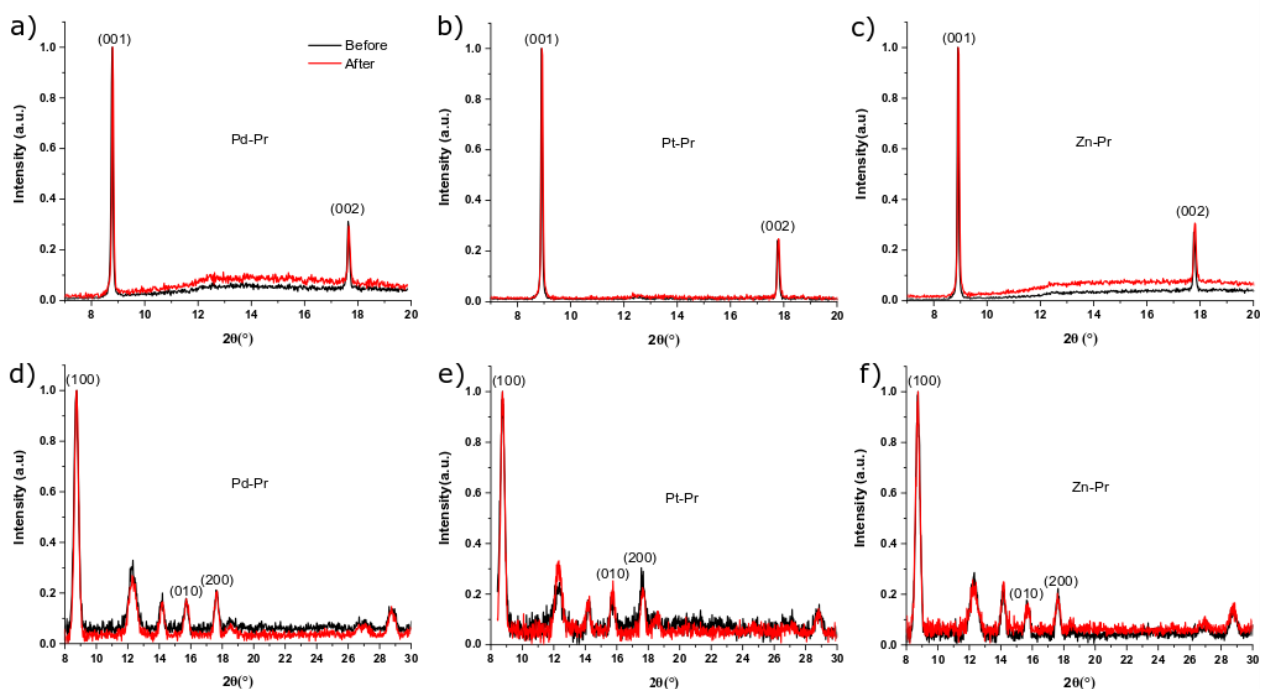 a)
(001)
Before
After
Pd-Pr
(002)
Intensity (a.u.)
1.0
0.8
0.6
0.4
0.2
0.0
8 10 12 14 16 18 20
2θ(°)
b)
(001)
Pt-Pr
(002)
Intensity (a.u.)
1.0
0.8
0.6
0.4
0.2
0.0
8 10 12 14 16 18 20
2θ(°)
c)
(001)
Zn-Pr
(002)
Intensity(a.u)
1.0
0.8
0.6
0.4
0.2
0.0
8 10 12 14 16 18 20
2θ (°)
d)
(100)
Pd-Pr
(010)
(200)
Intensity (a.u)
1.0
0.8
0.6
0.4
0.2
0.0
8 10 12 14 16 18 20 22 24 26 28 30
2θ(°)
e)
(100)
Pt-Pr
(010)
(200)
Intensity(a.u.)
1.0
0.8
0.6
0.4
0.2
0.0
8 10 12 14 16 18 20 22 24 26 28 30
2θ(°)
f)
(100)
Zn-Pr
(010)
(200)
Intensity (a.u.)
1.0
0.8
0.6
0.4
0.2
0.0
8 10 12 14 16 18 20 22 24 26 28 30
2θ(°)